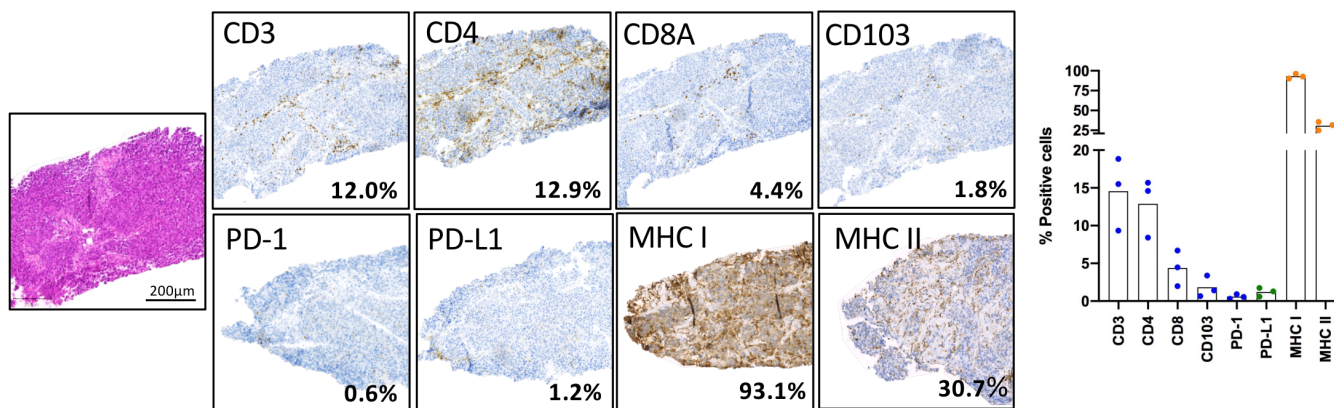 CD3
12.0%
CD4
12.9%
CD8A
4.4%
CD103
1.8%
200μm
PD-1
0.6%
PD-L1
1.2%
MHC I
93.1%
MHC II
30.7%
% Positive cells
100
75
50
25
20
15
10
5
0
CD3
CD4
CD8
CD103
PD-1
PD-L1
MHC I
MHC II